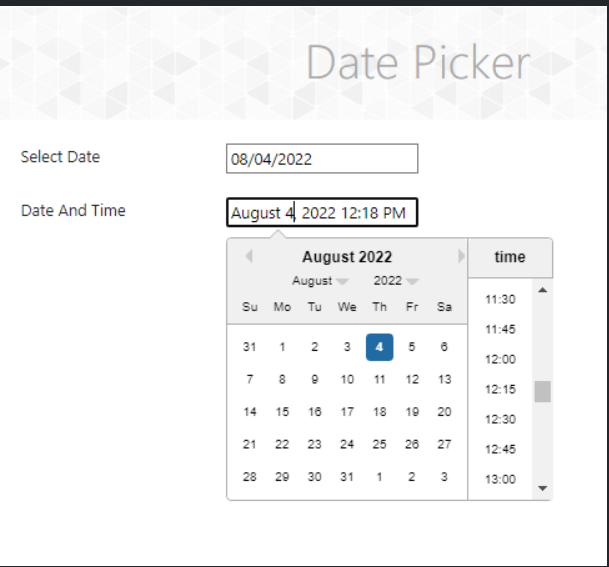 Date Picker
Select Date
08/04/2022
Date And Time
August 4, 2022 12:18 PM
August 2022
time
August 2022
Su Mo Tu We Th Fr Sa
31 1 2 3 4 5 6
7 8 9 10 11 12 13
14 15 16 17 18 19 20
21 22 23 24 25 26 27
28 29 30 31 1 2 3
11:30
11:45
12:00
12:15
12:30
12:45
13:00